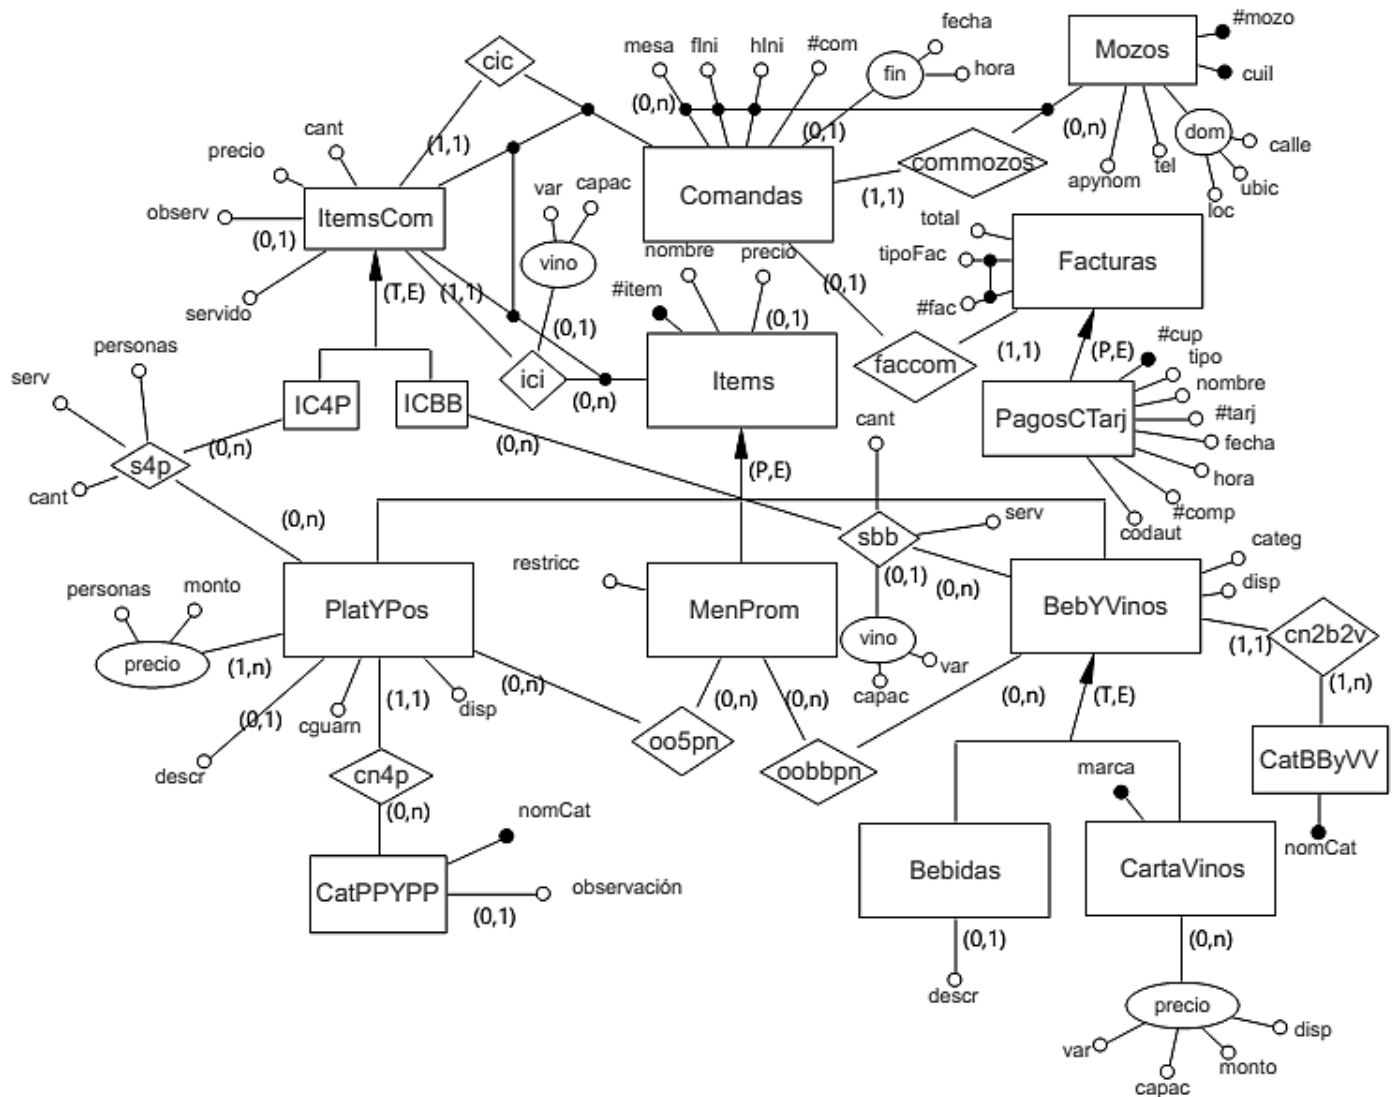 fecha
#mozo
mesa
fIni
hIni
#com
fin
hora
Mozos
cuil
cic
(0,n)
(0,1)
(0,n)
cant
precio
(1,1)
dom
calle
commozos
tel
ubic
apynom
loc
var
capac
Comandas
(1,1)
observ
ItemsCom
(0,1)
total
nombre
precio
tipoFac
Facturas
vino
#item
(0,1)
#fac
servido
(T,E)
(1,1)
(0,1)
(0,1)
personas
faccom
(1,1)
(P,E)
#cup
tipo
serv
ici
Items
nombre
(0,n)
IC4P
ICBB
PagosCTarj
#tarj
cant
fecha
(0,n)
(0,n)
s4p
(P,E)
hora
cant
(0,n)
serv
#comp
codaut
sbb
categ
restricc
(0,1)
(0,n)
disp
personas
monto
PlatYPos
MenProm
BebYVinos
cn2b2v
vino
(1,1)
precio
(1,n)
var
(0,n)
(1,n)
capac
(0,n)
(0,n)
(0,n)
(T,E)
(1,1)
disp
(0,1)
cguarn
descr
oo5pn
oobbpn
cn4p
CatBByVV
marca
(0,n)
nomCat
nomCat
CatPPYPP
observación
(0,1)
Bebidas
CartaVinos
(0,1)
(0,n)
descr
precio
disp
var
monto
capac